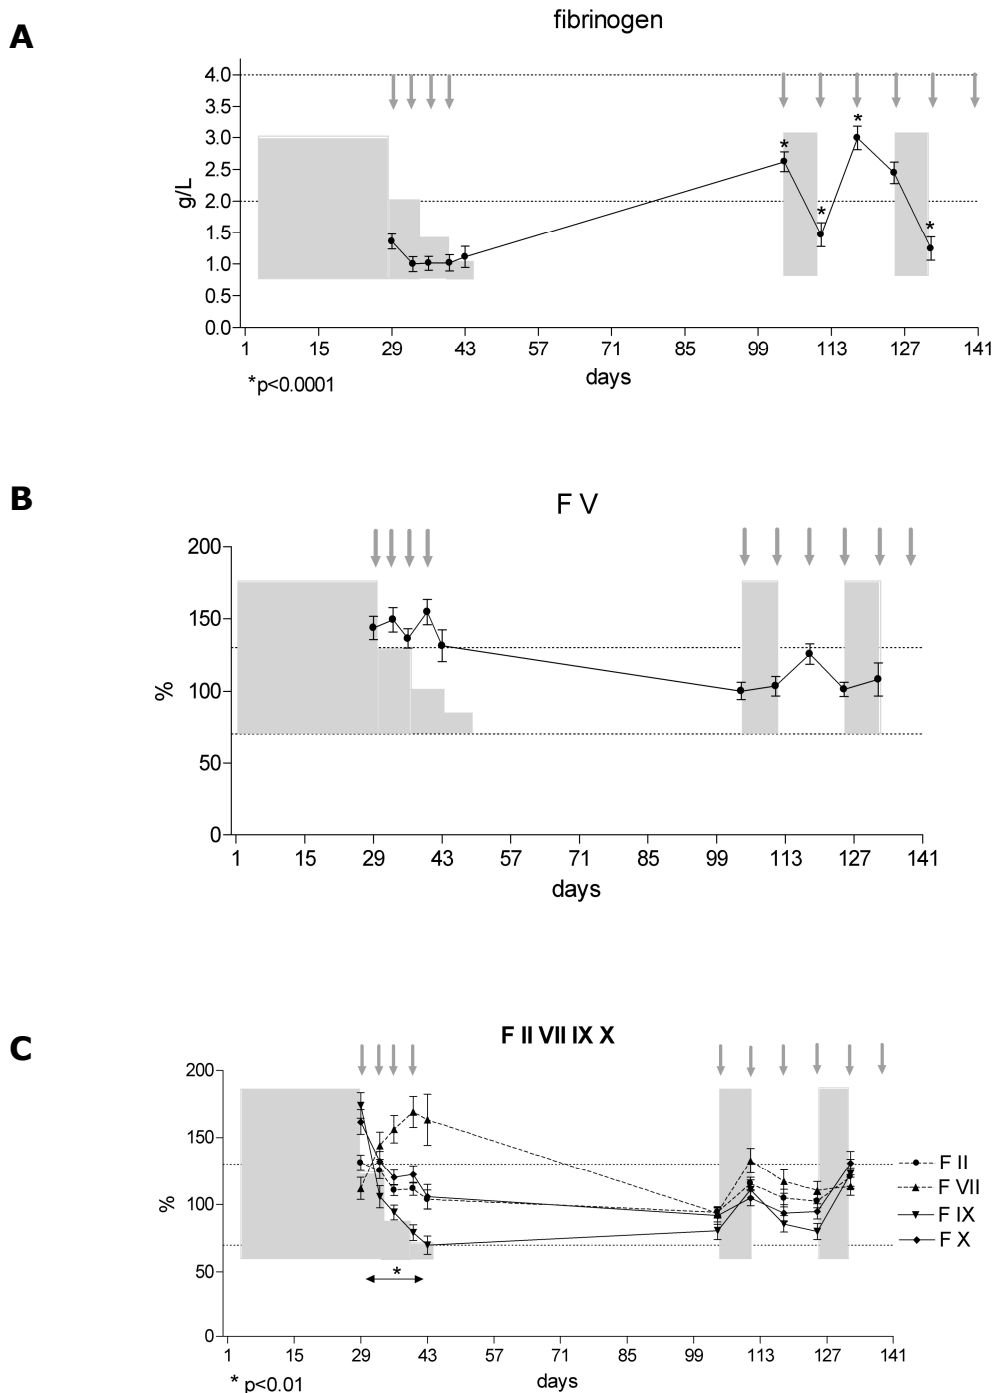 A
fibrinogen
4.0
3.5
3.0
2.5
2.0
1.5
1.0
0.5
0.0
g/L
* * * *
1 15 29 43 57 71 85 99 113 127 141
days
*p<0.0001
B
F V
200
150
100
50
0
%
1 15 29 43 57 71 85 99 113 127 141
days
C
F II VII IX X
200
150
100
50
0
%
F II
F VII
F IX
F X
*
1 15 29 43 57 71 85 99 113 127 141
days
* p<0.01